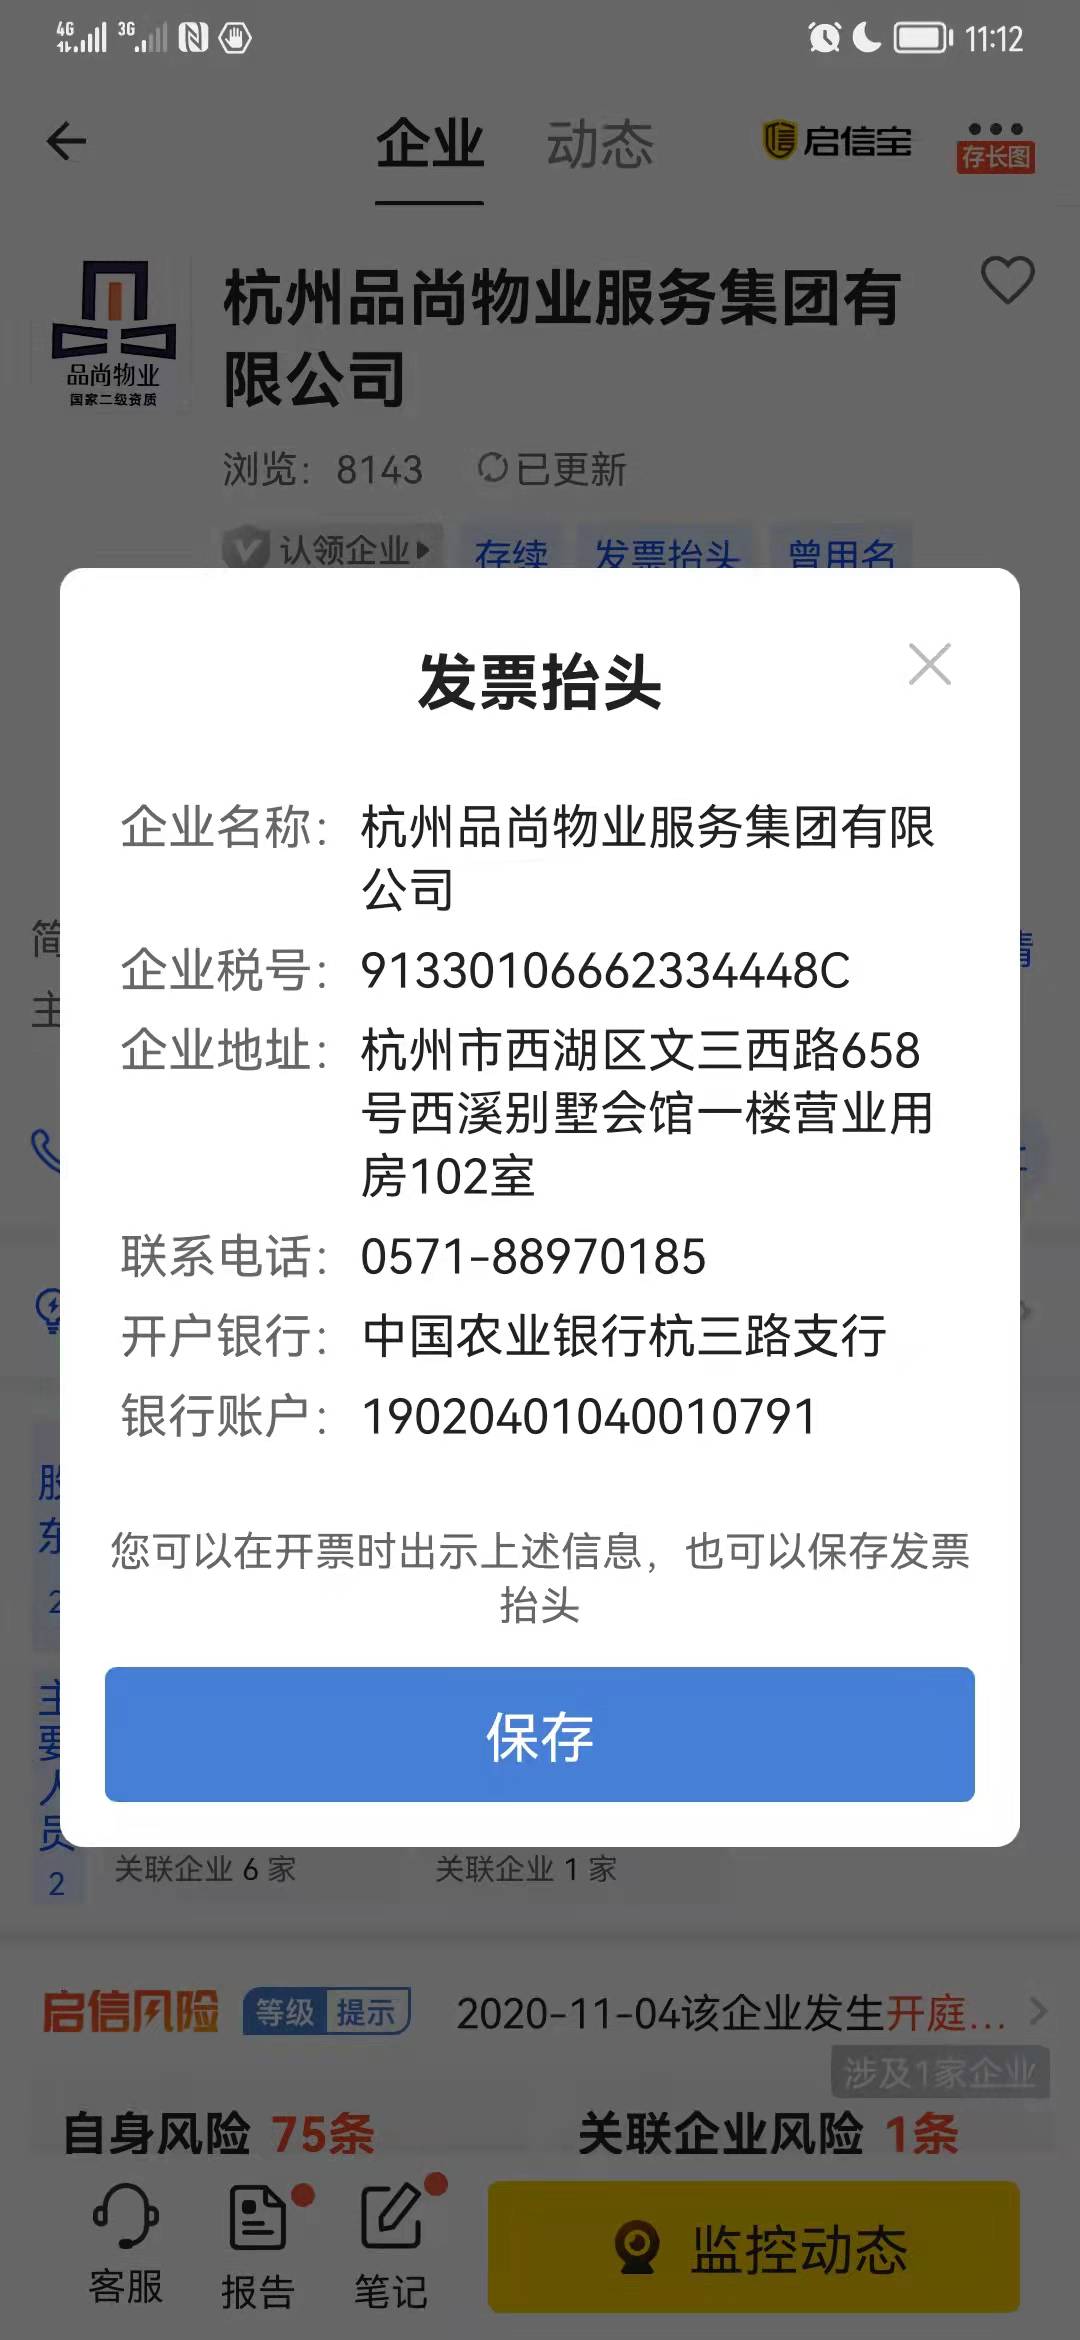 4G 3G 11:12
企业 动态 启信宝 存长图
杭州品尚物业服务集团有
限公司
品尚物业
国家二级资质
浏览：8143 已更新
认领企业 存续 发票抬头 曾用名
发票抬头
企业名称：杭州品尚物业服务集团有限
公司
企业税号：91330106662334448C
企业地址：杭州市西湖区文三西路658
号西溪别墅会馆一楼营业用
房102室
联系电话：0571-88970185
开户银行：中国农业银行杭三路支行
银行账户：19020401040010791
您可以在开票时出示上述信息，也可以保存发票
抬头
保存
简
主
股
东
2
主
要
人
员
2
关联企业 6 家 关联企业 1 家
启信风险 等级 提示 2020-11-04该企业发生开庭...
涉及1家企业
自身风险 75条 关联企业风险 1条
客服 报告 笔记 监控动态